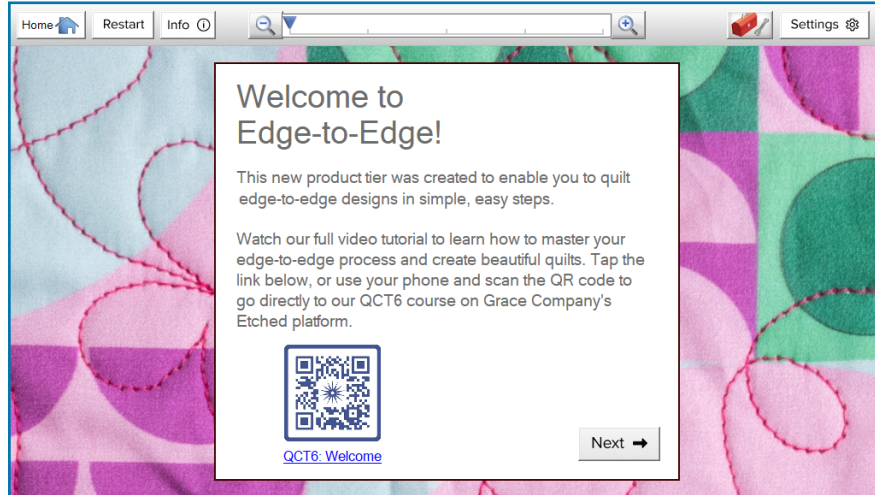 Home
Restart
Info
Settings
Welcome to
Edge-to-Edge!
This new product tier was created to enable you to quilt
edge-to-edge designs in simple, easy steps.
Watch our full video tutorial to learn how to master your
edge-to-edge process and create beautiful quilts. Tap the
link below, or use your phone and scan the QR code to
go directly to our QCT6 course on Grace Company's
Etched platform.
QCT6: Welcome
Next